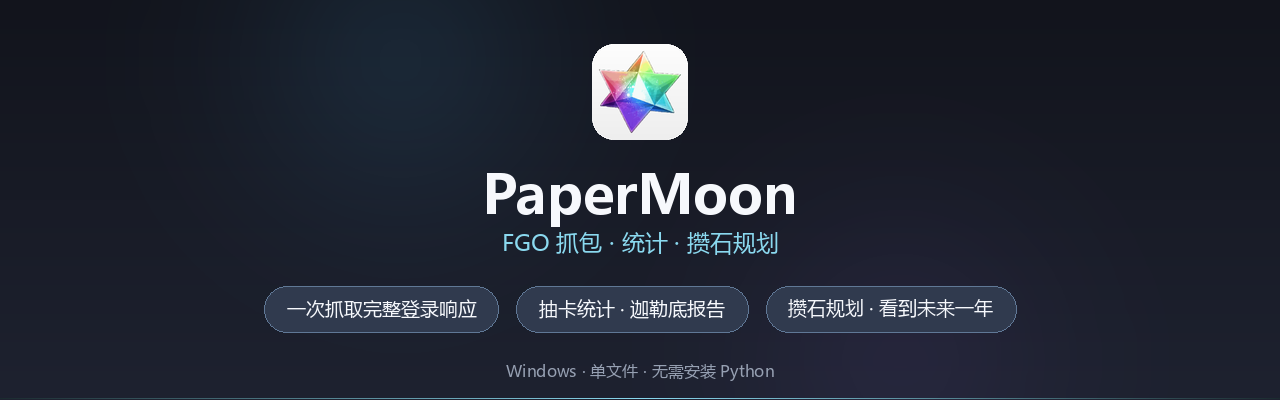 PaperMoon
FGO 抓包 · 统计 · 攒石规划
一次抓取完整登录响应
抽卡统计 · 迦勒底报告
攒石规划 · 看到未来一年
Windows · 单文件 · 无需安装 Python